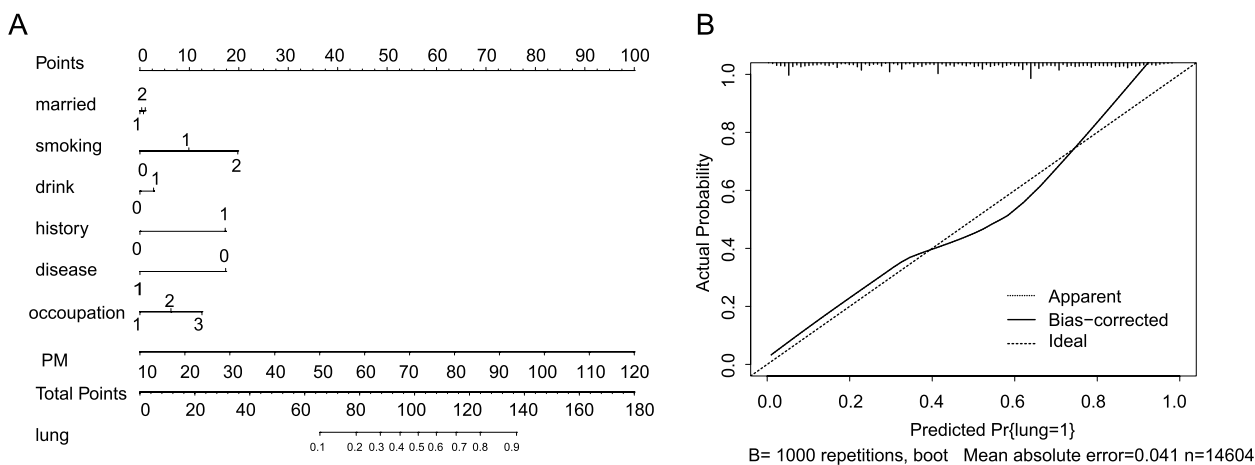 A
Points
0 10 20 30 40 50 60 70 80 90 100
married
2
1
smoking
1
0 2
drink
1
0
history
1
0
disease
0
1
occoupation
2
1 3
PM
10 20 30 40 50 60 70 80 90 100 110 120
Total Points
0 20 40 60 80 100 120 140 160 180
lung
0.1 0.2 0.3 0.4 0.5 0.6 0.7 0.8 0.9
B
Actual Probability
1.0
0.8
0.6
0.4
0.2
0.0
Apparent
Bias-corrected
Ideal
0.0 0.2 0.4 0.6 0.8 1.0
Predicted Pr{lung=1}
B= 1000 repetitions, boot Mean absolute error=0.041 n=14604